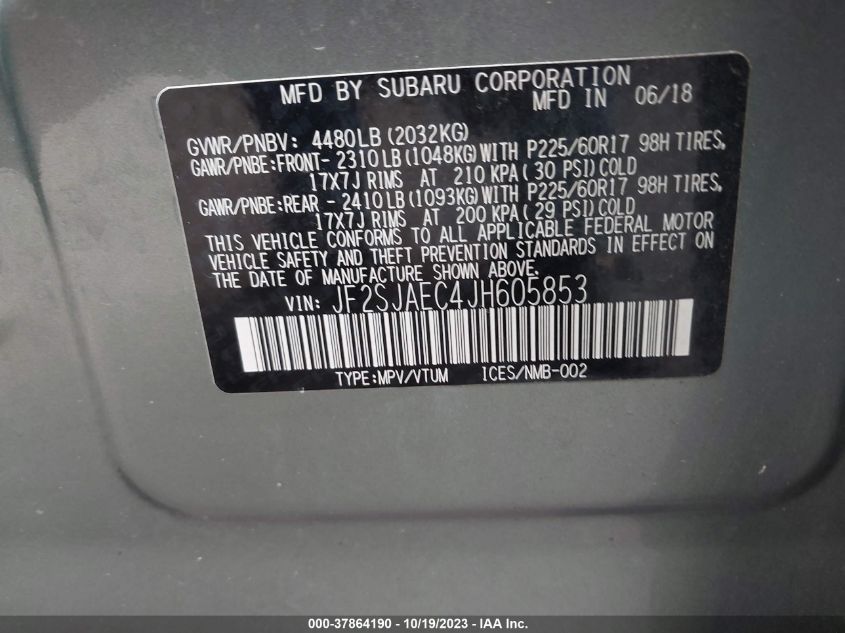 MFD BY SUBARU CORPORATION
MFD IN 06/18
GVWR/PNBV: 4480LB(2032KG)
GAWR/PNBE:FRONT- 2310LB(1048KG)WITH P225/60R17 98H TIRES,
17X7J RIMS AT 210 KPA( 30 PSI)COLD
GAWR/PNBE:REAR - 2410LB(1093KG)WITH P225/60R17 98H TIRES,
17X7J RIMS AT 200 KPA( 29 PSI)COLD
THIS VEHICLE CONFORMS TO ALL APPLICABLE FEDERAL MOTOR
VEHICLE SAFETY AND THEFT PREVENTION STANDARDS IN EFFECT ON
THE DATE OF MANUFACTURE SHOWN ABOVE.
VIN: JF2SJAEC4JH605853
TYPE:MPV/VTUM ICES/NMB-002
000-37864190 - 10/19/2023 - IAA Inc.